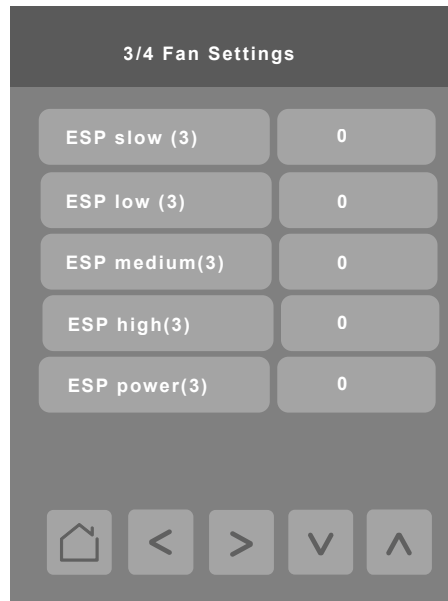 3/4 Fan Settings
ESP slow (3) 0
ESP low (3) 0
ESP medium(3) 0
ESP high(3) 0
ESP power(3) 0